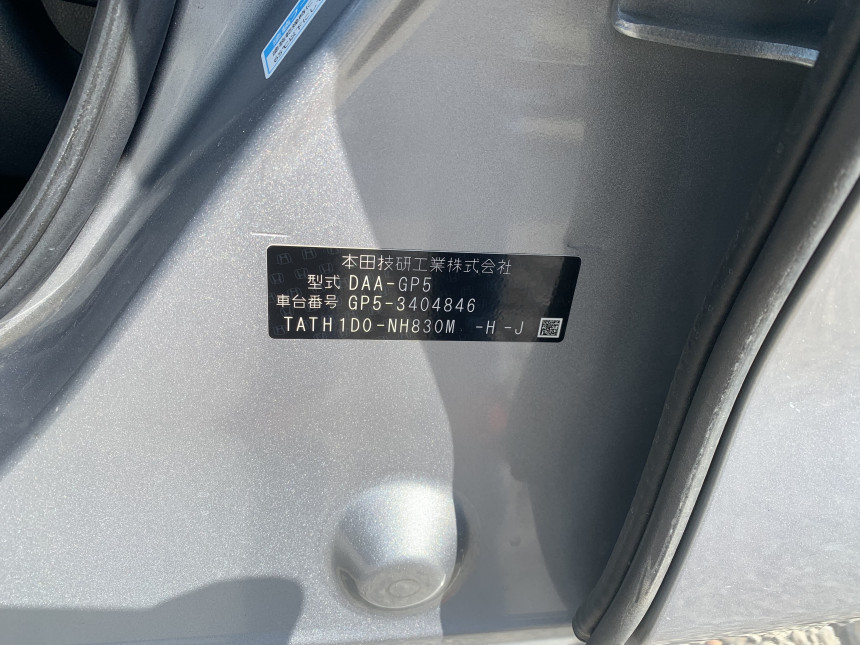 本田技研工業株式会社
型式 DAA-GP5
車台番号 GP5-3404846
TATH1D0-NH830M -H-J